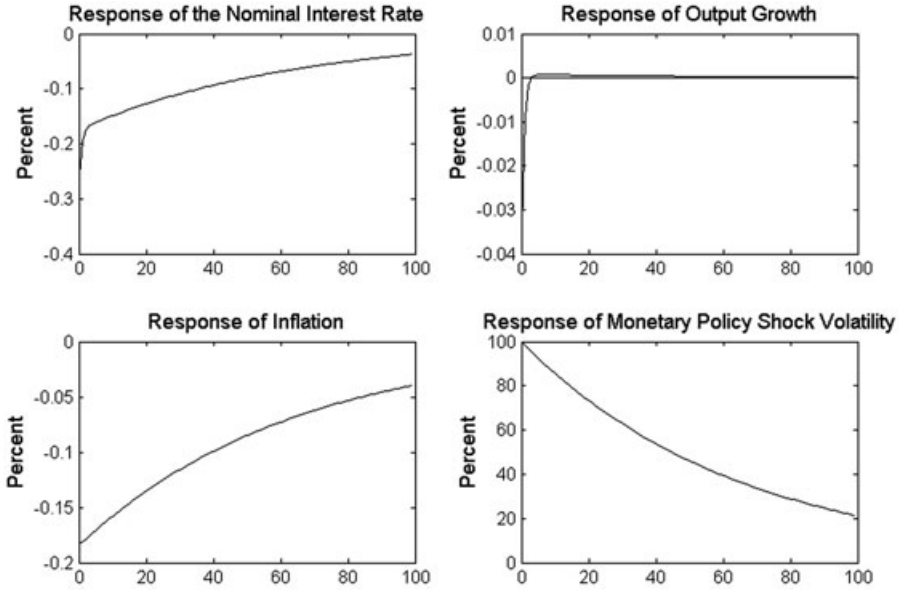 Response of the Nominal Interest Rate
Percent
0
-0.1
-0.2
-0.3
-0.4
0 20 40 60 80 100
Response of Output Growth
Percent
0.01
0
-0.01
-0.02
-0.03
-0.04
0 20 40 60 80 100
Response of Inflation
Percent
0
-0.05
-0.1
-0.15
-0.2
0 20 40 60 80 100
Response of Monetary Policy Shock Volatility
Percent
100
80
60
40
20
0
0 20 40 60 80 100